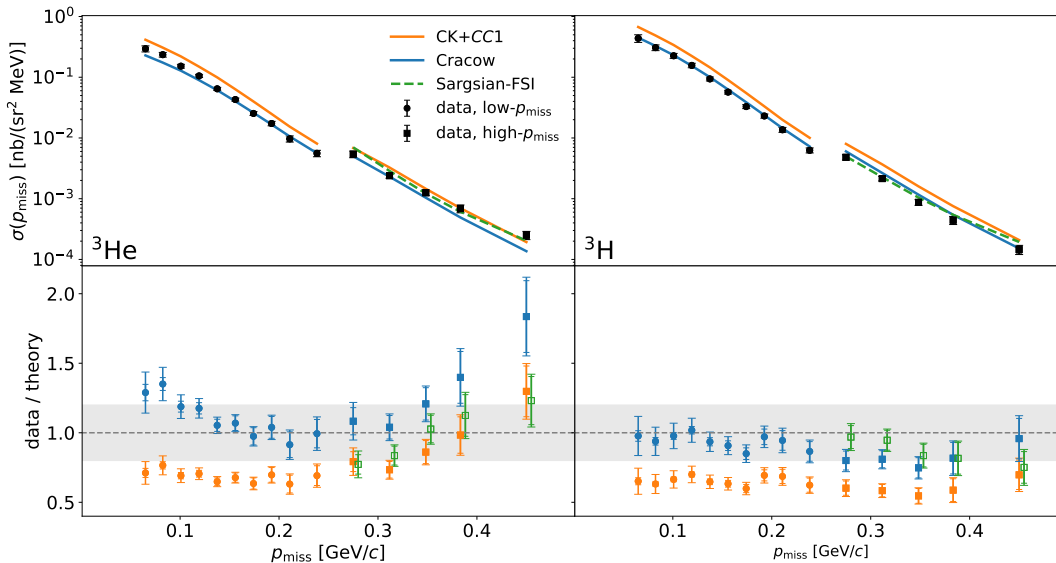 σ(p_miss) [nb/(sr² MeV)]
10⁰
10⁻¹
10⁻²
10⁻³
10⁻⁴
CK+CC1
Cracow
Sargsian-FSI
data, low-p_miss
data, high-p_miss
³He
³H
data / theory
2.0
1.5
1.0
0.5
0.1 0.2 0.3 0.4
0.1 0.2 0.3 0.4
p_miss [GeV/c]
p_miss [GeV/c]